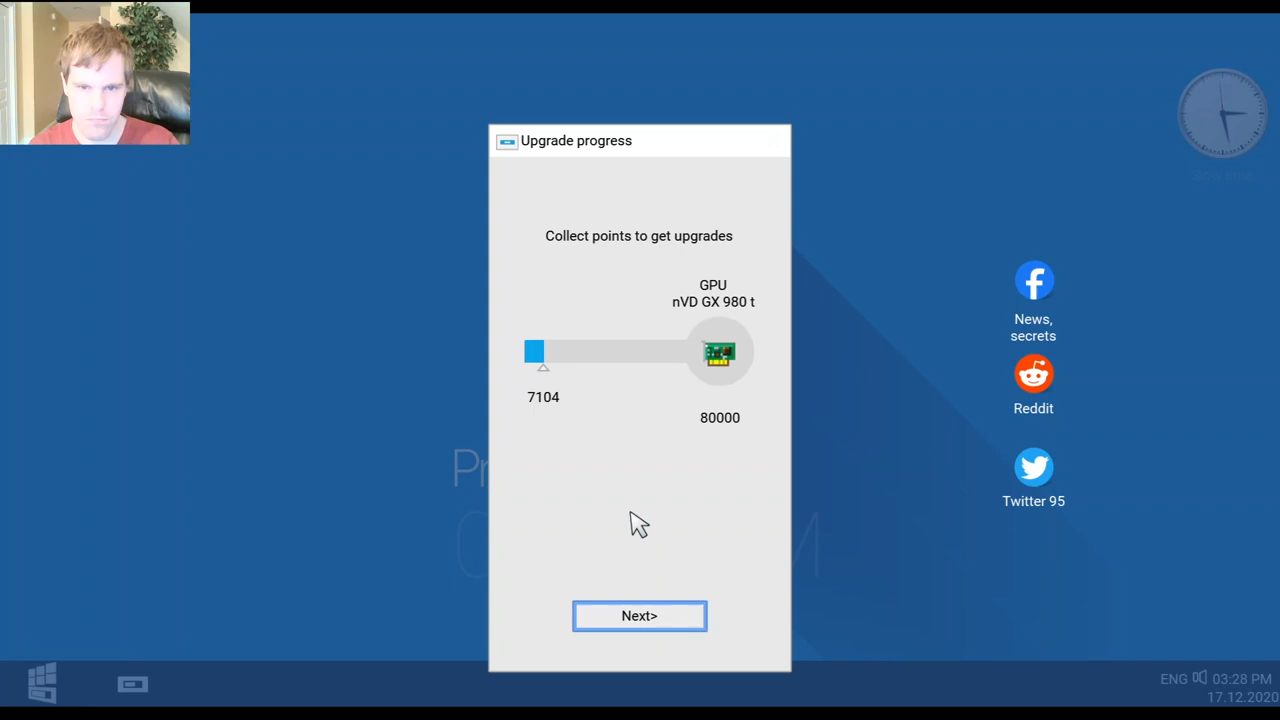 Upgrade progress
Collect points to get upgrades
GPU
nVD GX 980 t
7104
80000
Next>
News,
secrets
Reddit
Twitter 95
ENG 03:28 PM
17.12.2020